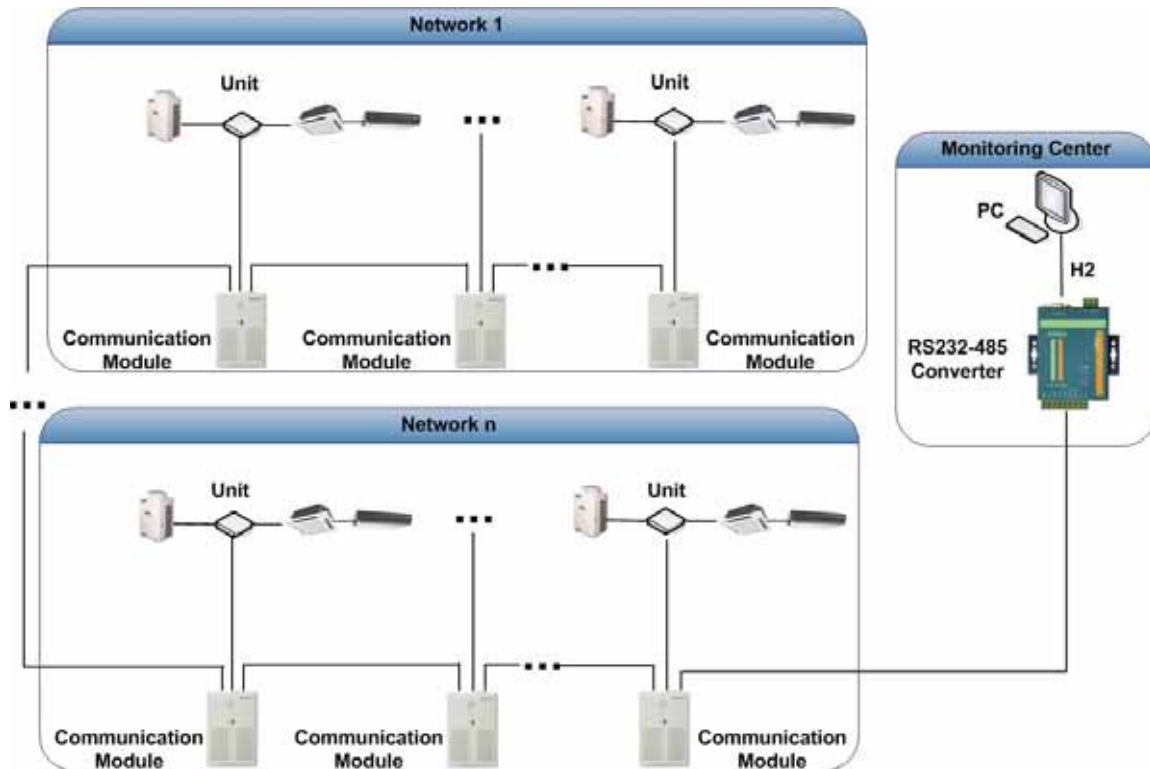 Network 1
Unit
Unit
Communication
Module
Communication
Module
Communication
Module
Monitoring Center
PC
H2
RS232-485
Converter
Network n
Unit
Unit
Communication
Module
Communication
Module
Communication
Module